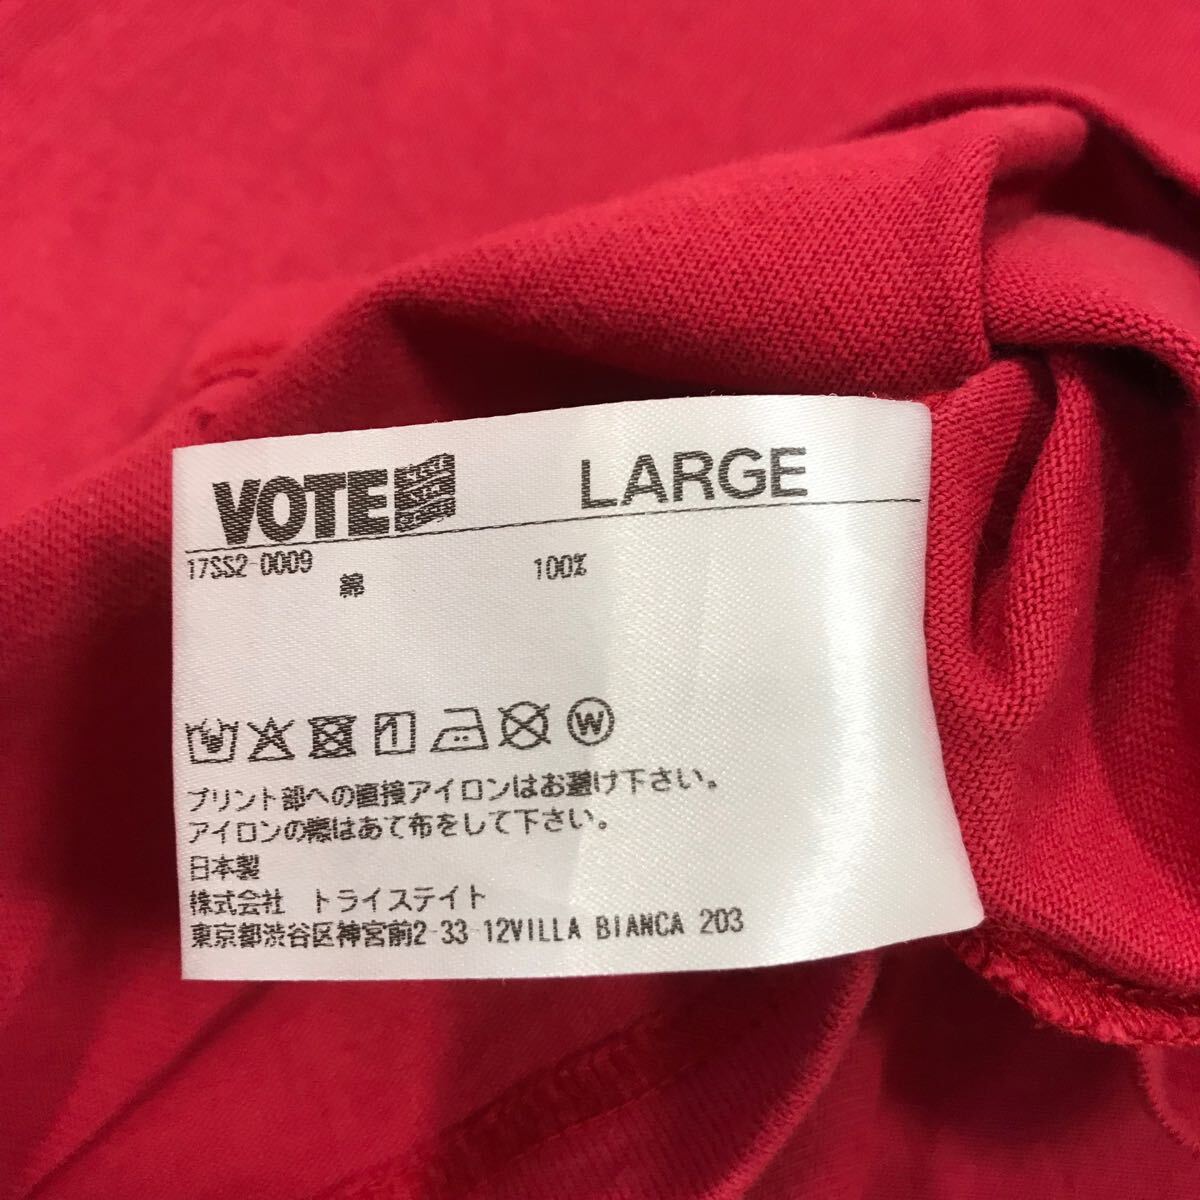 VOTE LARGE
17SS2-0009
綿 100%
プリント部への直接アイロンはお避け下さい。
アイロンの際はあて布をして下さい。
日本製
株式会社 トライステイト
東京都渋谷区神宮前2-33-12VILLA BIANCA 203